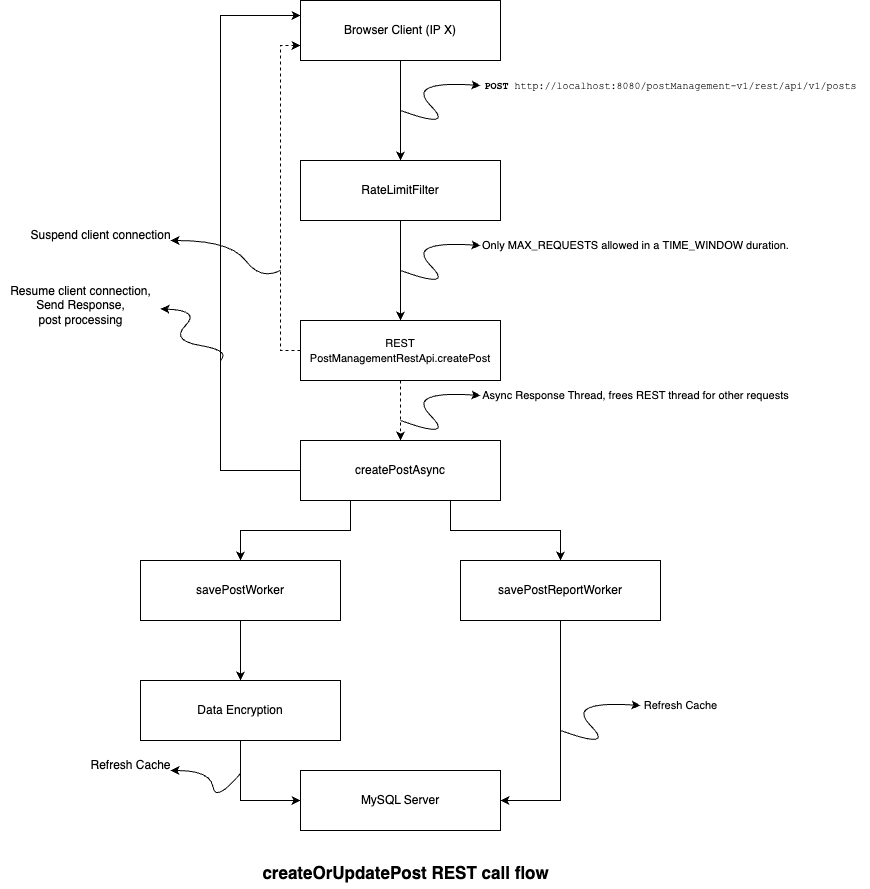 Browser Client (IP X)
POST http://localhost:8080/postManagement-v1/rest/api/v1/posts
RateLimitFilter
Suspend client connection
Only MAX_REQUESTS allowed in a TIME_WINDOW duration.
Resume client connection,
Send Response,
post processing
REST
PostManagementRestApi.createPost
Async Response Thread, frees REST thread for other requests
createPostAsync
savePostWorker
savePostReportWorker
Data Encryption
Refresh Cache
Refresh Cache
MySQL Server
createOrUpdatePost REST call flow